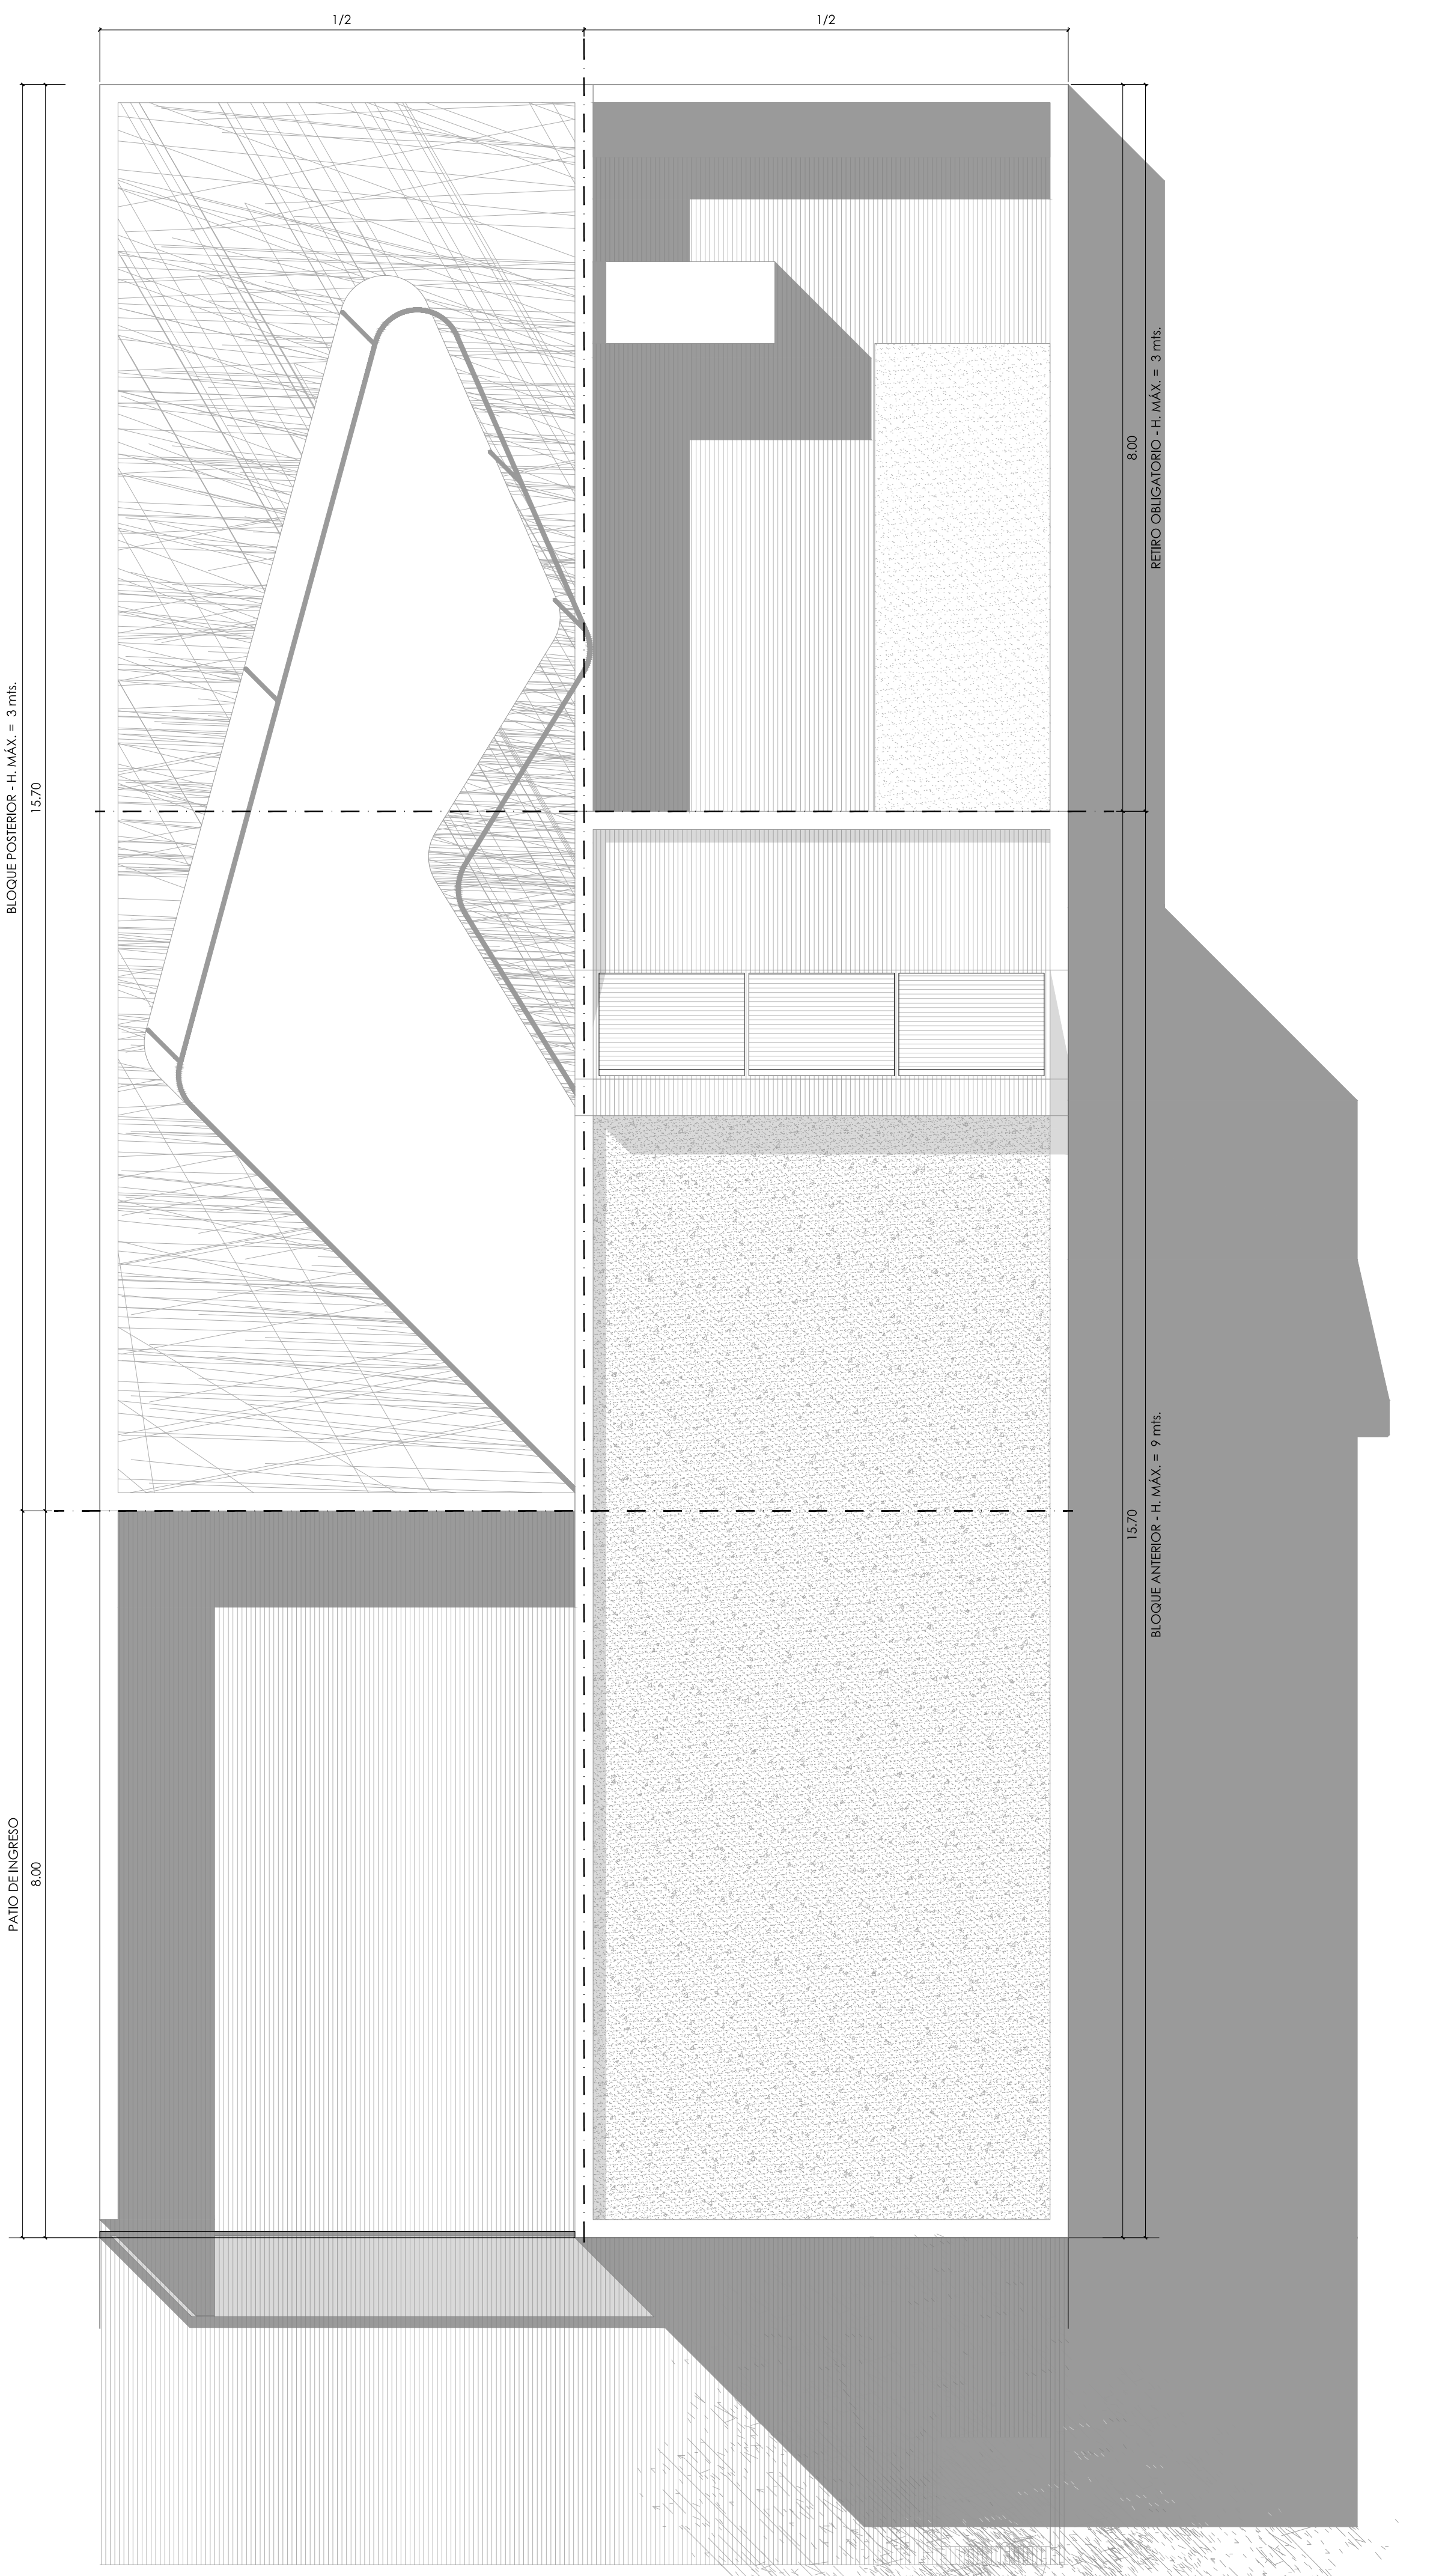 1/2
1/2
RETIRO OBLIGATORIO - H. MÁX. = 3 mts.
8.00
BLOQUE POSTERIOR - H. MÁX. = 3 mts.
15.70
BLOQUE ANTERIOR - H. MÁX. = 9 mts.
15.70
PATIO DE INGRESO
8.00